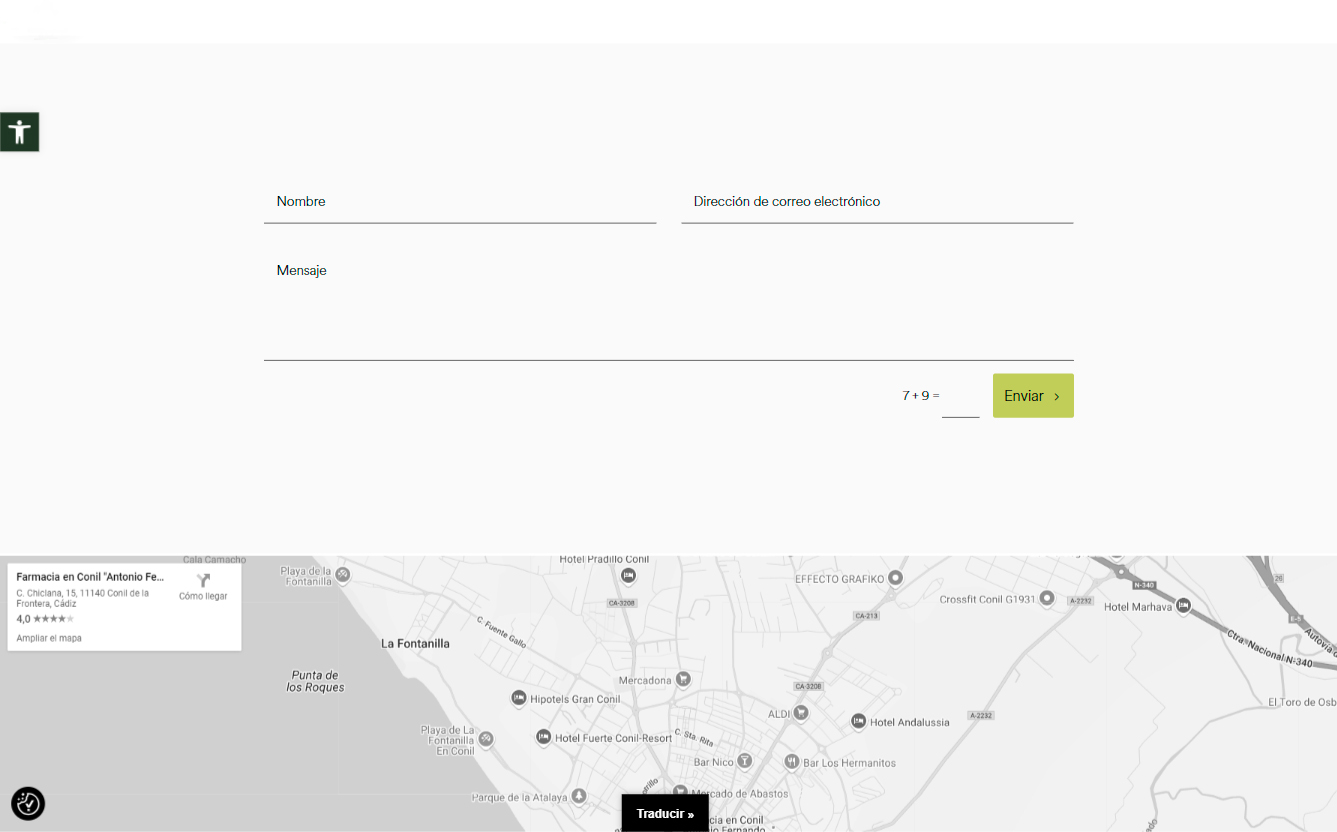 Nombre
Dirección de correo electrónico
Mensaje
7 + 9 =
Enviar
Cala Camacho
Hotel Pradillo Conil
Farmacia en Conil "Antonio Fe...
C. Chiclana, 15, 11140 Conil de la
Frontera, Cádiz
4,0
Ampliar el mapa
Cómo llegar
Playa de la
Fontanilla
CA-3208
EFFECTO GRAFIKO
CA-213
Crossfit Conil G1931
A-2232
N-340
26
Hotel Marhava
E-5
Autovía
Ctra. Nacional N-340
La Fontanilla
C. Fuente Gallo
Punta de
los Roques
Mercadona
CA-3208
Hipotels Gran Conil
ALDI
A-2232
El Toro de Osb
Hotel Andalussia
Playa de La
Fontanilla
En Conil
Hotel Fuerte Conil-Resort
C. Sta. Rita
Bar Nico
Bar Los Hermanitos
Parque de la Atalaya
Mercado de Abastos
Traducir »
cia en Conil
io Fernando